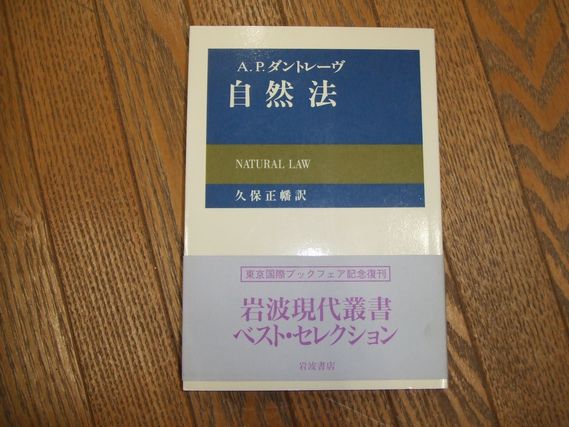 A.P.ダントレーヴ
自然法
NATURAL LAW
久保正幡訳
東京国際ブックフェア記念復刊
岩波現代叢書
ベスト・セレクション
岩波書店